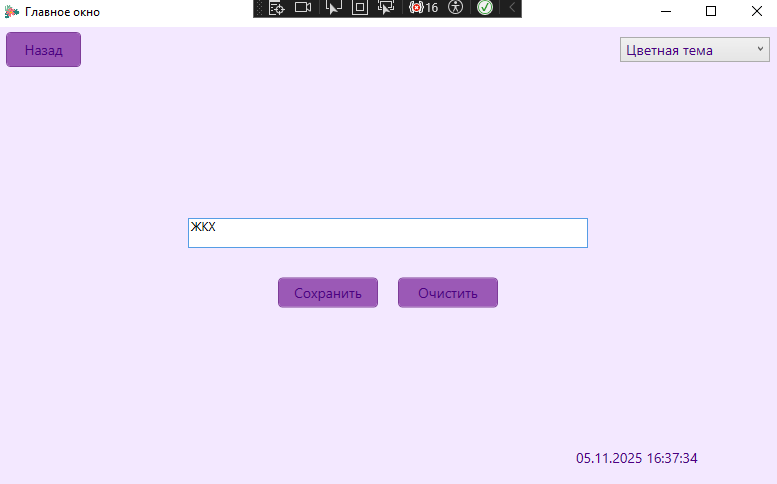 Главное окно
16
Назад
Цветная тема
ЖКХ
Сохранить
Очистить
05.11.2025 16:37:34